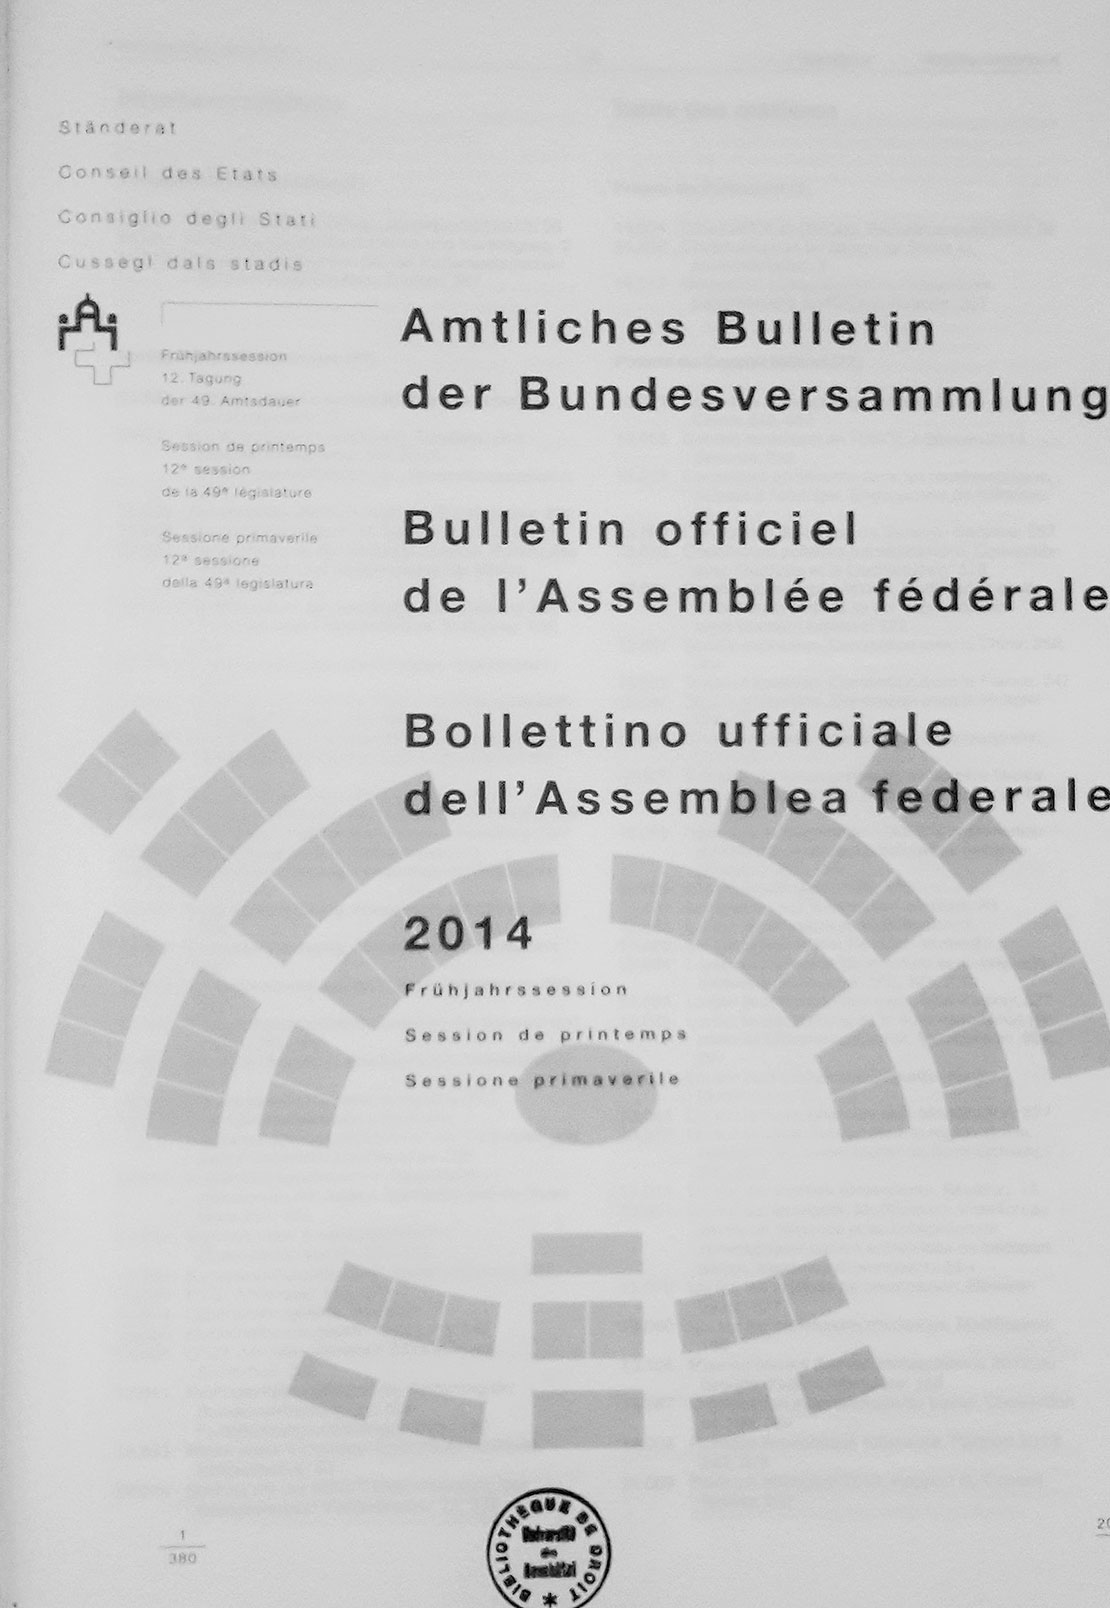 Ständerat
Conseil des Etats
Consiglio degli Stati
Cussegl dals stadis
Frühjahrssession
12. Tagung
der 49. Amtsdauer
Session de printemps
12e session
de la 49e législature
Sessione primaverile
12a sessione
della 49a legislatura
Amtliches Bulletin
der Bundesversammlung
Bulletin officiel
de l'Assemblée fédérale
Bollettino ufficiale
dell'Assemblea federale
2014
Frühjahrssession
Session de printemps
Sessione primaverile
1
380
20
BIBLIOTHÈQUE DE DROIT
Université
de
Neuchâtel